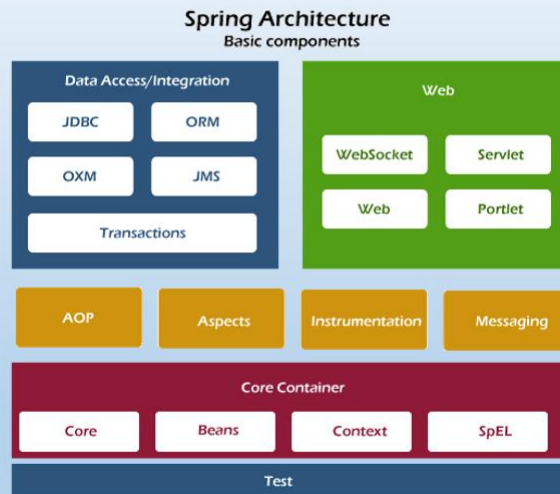 Spring Architecture
Basic components
Data Access/Integration
JDBC
ORM
OXM
JMS
Transactions
Web
WebSocket
Servlet
Web
Portlet
AOP
Aspects
Instrumentation
Messaging
Core Container
Core
Beans
Context
SpEL
Test